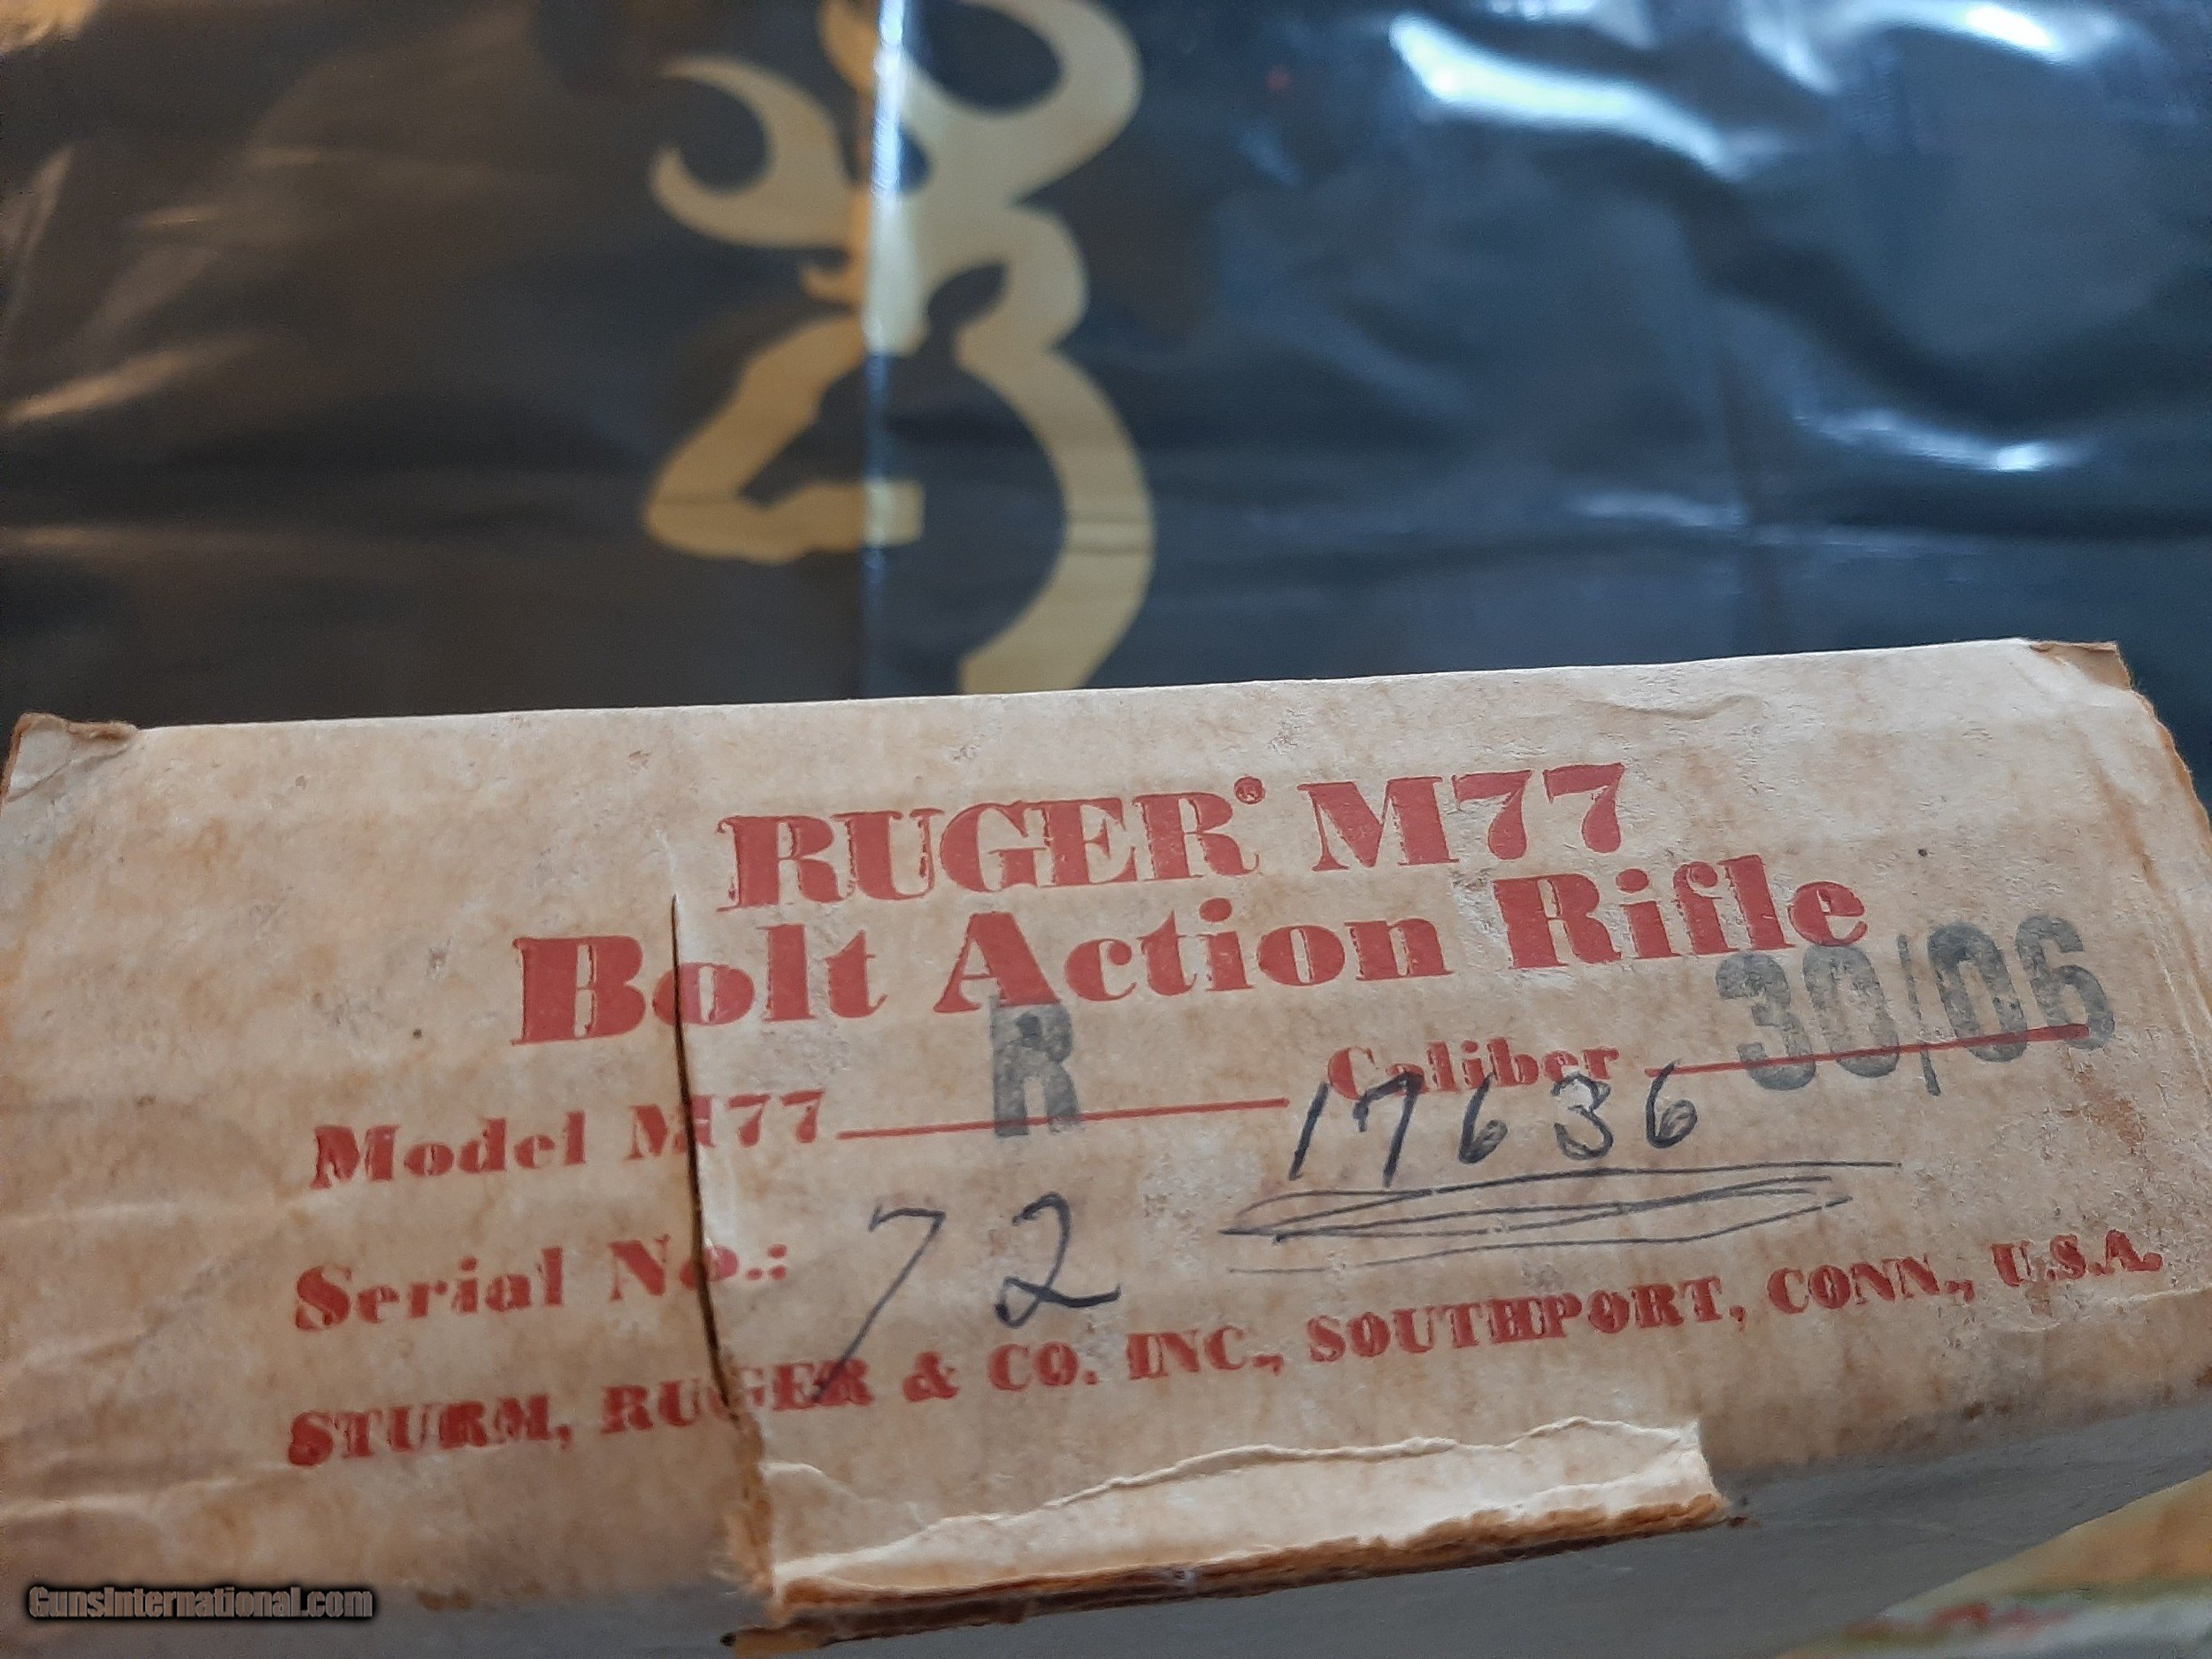 RUGER® M77
Bolt Action Rifle
Model M77 R Caliber 30/06
Serial No.: 72 17636
STURM, RUGER & CO. INC., SOUTHPORT, CONN., U.S.A.
GunsInternational.com